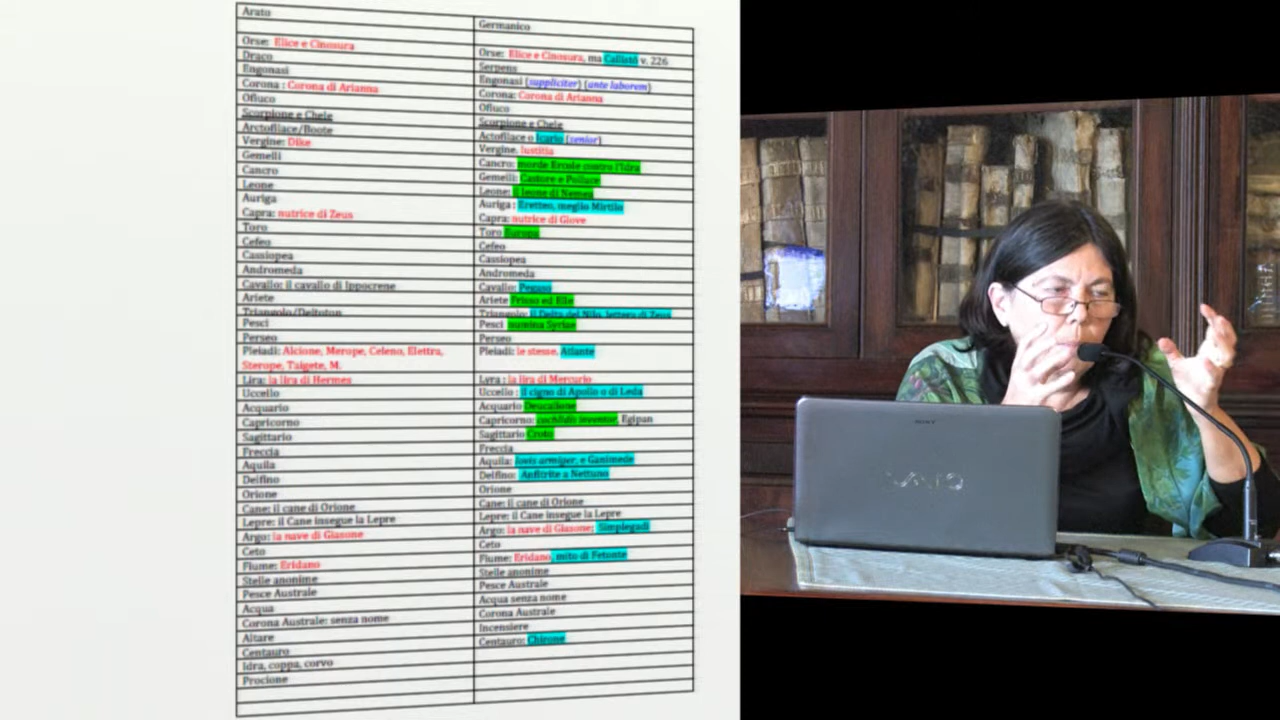 Arato
Orse: Elice e Cinosura
Draco
Engonasi
Corona : Corona di Arianna
Ofiuco
Scorpione e Chele
Arctofilace/Boote
Vergine: Dike
Gemelli
Cancro
Leone
Auriga
Capra: nutrice di Zeus
Toro
Cefeo
Cassiopea
Andromeda
Cavallo: il cavallo di Ippocrene
Ariete
Triangolo/Deltoton
Pesci
Perseo
Pleiadi: Alcione, Merope, Celeno, Elettra,
Sterope, Taigete, M.
Lira: la lira di Hermes
Uccello
Acquario
Capricorno
Sagittario
Freccia
Aquila
Delfino
Orione
Cane: il cane di Orione
Lepre: il Cane insegue la Lepre
Argo: la nave di Giasone
Ceto
Fiume: Eridano
Stelle anonime
Pesce Australe
Acqua
Corona Australe: senza nome
Altare
Centauro
Idra, coppa, corvo
Procione
Germanico
Orse: Elice e Cinosura, ma Callistó v. 226
Serpens
Engonasi (suppliciter) (ante laborem)
Corona: Corona di Arianna
Ofiuco
Scorpione e Chele
Actofilace o Icario (senior)
Vergine. Iustitia
Cancro: morde Ercole contro l'Idra
Gemelli: Castore e Polluce
Leone: il leone di Nemea
Auriga : Eretteo, meglio Mirtilo
Capra: nutrice di Giove
Toro Europa
Cefeo
Cassiopea
Andromeda
Cavallo: Pegaso
Ariete Frisso ed Elle
Triangolo: il Delta del Nilo, lettera di Zeus
Pesci numina Syriae
Perseo
Pleiadi: le stesse, Atlante
Lyra : la lira di Mercurio
Uccello : il cigno di Apollo o di Leda
Acquario Deucalione
Capricorno: cochlidis inventor, Egipan
Sagittario Croto
Freccia
Aquila: Iovis armiger, e Ganimede
Delfino: Anfitrite a Nettuno
Orione
Cane: il cane di Orione
Lepre: il Cane insegue la Lepre
Argo: la nave di Giasone; Simplegadi
Ceto
Fiume: Eridano, mito di Fetonte
Stelle anonime
Pesce Australe
Acqua senza nome
Corona Australe
Incensiere
Centauro: Chirone
SONY
VAIO